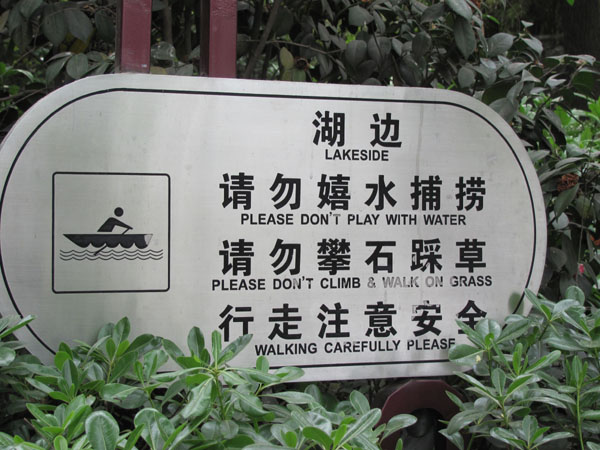 湖边
LAKESIDE
请勿嬉水捕捞
PLEASE DON'T PLAY WITH WATER
请勿攀石踩草
PLEASE DON'T CLIMB & WALK ON GRASS
行走注意安全
WALKING CAREFULLY PLEASE